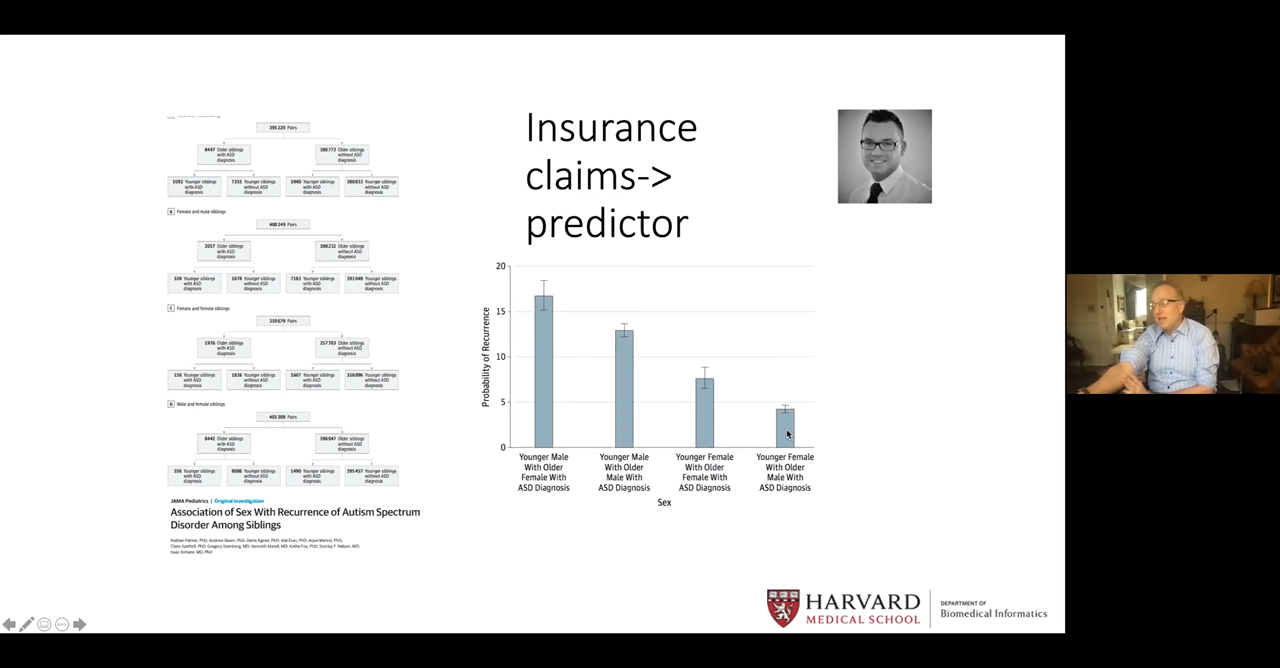 395 220 Pairs
8447 Older siblings
with ASD
diagnosis
386 773 Older siblings
without ASD
diagnosis
1092 Younger siblings
with ASD
diagnosis
7355 Younger siblings
without ASD
diagnosis
5940 Younger siblings
with ASD
diagnosis
380 833 Younger siblings
without ASD
diagnosis
B Female and male siblings
400 249 Pairs
2017 Older siblings
with ASD
diagnosis
398 232 Older siblings
without ASD
diagnosis
339 Younger siblings
with ASD
diagnosis
1678 Younger siblings
without ASD
diagnosis
7183 Younger siblings
with ASD
diagnosis
391 049 Younger siblings
without ASD
diagnosis
C Female and female siblings
359 679 Pairs
1976 Older siblings
with ASD
diagnosis
357 703 Older siblings
without ASD
diagnosis
150 Younger siblings
with ASD
diagnosis
1826 Younger siblings
without ASD
diagnosis
1607 Younger siblings
with ASD
diagnosis
356 096 Younger siblings
without ASD
diagnosis
D Male and female siblings
405 389 Pairs
8442 Older siblings
with ASD
diagnosis
396 947 Older siblings
without ASD
diagnosis
356 Younger siblings
with ASD
diagnosis
8086 Younger siblings
without ASD
diagnosis
1490 Younger siblings
with ASD
diagnosis
395 457 Younger siblings
without ASD
diagnosis
JAMA Pediatrics | Original Investigation
Association of Sex With Recurrence of Autism Spectrum
Disorder Among Siblings
Nathan Palmer, PhD; Andrew Beam, PhD; Denis Agniel, PhD; Alal Eran, PhD; Arjun Manrai, PhD;
Claire Spettell, PhD; Gregory Steinberg, MD; Kenneth Mandl, MD; Kathe Fox, PhD; Stanley F. Nelson, MD;
Isaac Kohane, MD, PhD
Insurance
claims->
predictor
20
15
10
5
0
Probability of Recurrence
Younger Male
With Older
Female With
ASD Diagnosis
Younger Male
With Older
Male With
ASD Diagnosis
Younger Female
With Older
Female With
ASD Diagnosis
Younger Female
With Older
Male With
ASD Diagnosis
Sex
HARVARD
MEDICAL SCHOOL
DEPARTMENT OF
Biomedical Informatics